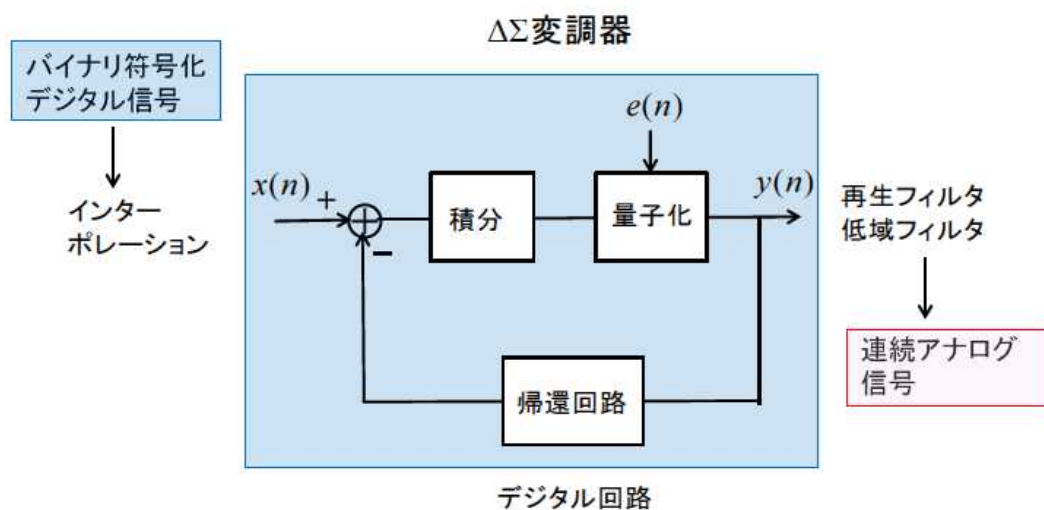 ΔΣ変調器
バイナリ符号化
デジタル信号
インター
ポレーション
x(n)
+
−
積分
e(n)
量子化
y(n)
帰還回路
デジタル回路
再生フィルタ
低域フィルタ
連続アナログ
信号